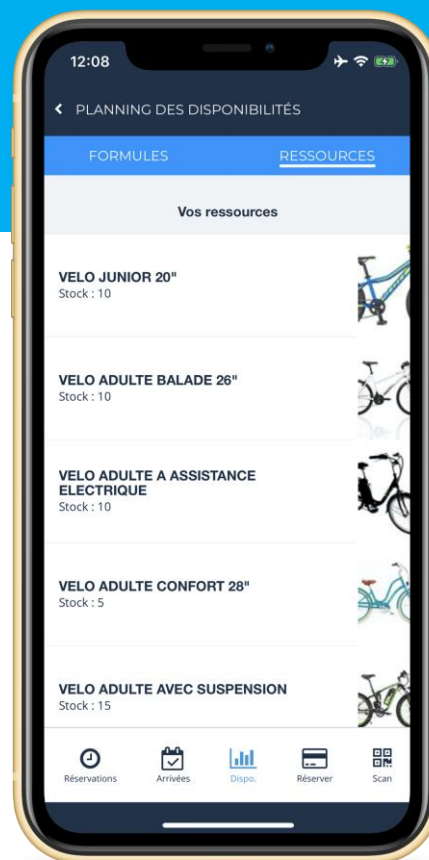 12:08
PLANNING DES DISPONIBILITÉS
FORMULES RESSOURCES
Vos ressources
VELO JUNIOR 20"
Stock : 10
VELO ADULTE BALADE 26"
Stock : 10
VELO ADULTE A ASSISTANCE
ELECTRIQUE
Stock : 10
VELO ADULTE CONFORT 28"
Stock : 5
VELO ADULTE AVEC SUSPENSION
Stock : 15
Réservations Arrivées Dispo. Réserver Scan